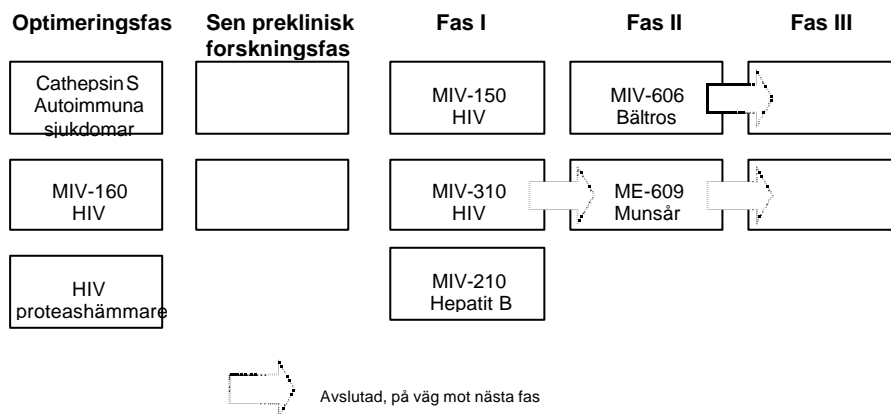 Optimeringsfas
Sen preklinisk
forskningsfas
Fas I
Fas II
Fas III
Cathepsin S
Autoimmuna
sjukdomar
MIV-150
HIV
MIV-606
Bältros
MIV-160
HIV
MIV-310
HIV
ME-609
Munsår
HIV
proteashämmare
MIV-210
Hepatit B
Avslutad, på väg mot nästa fas